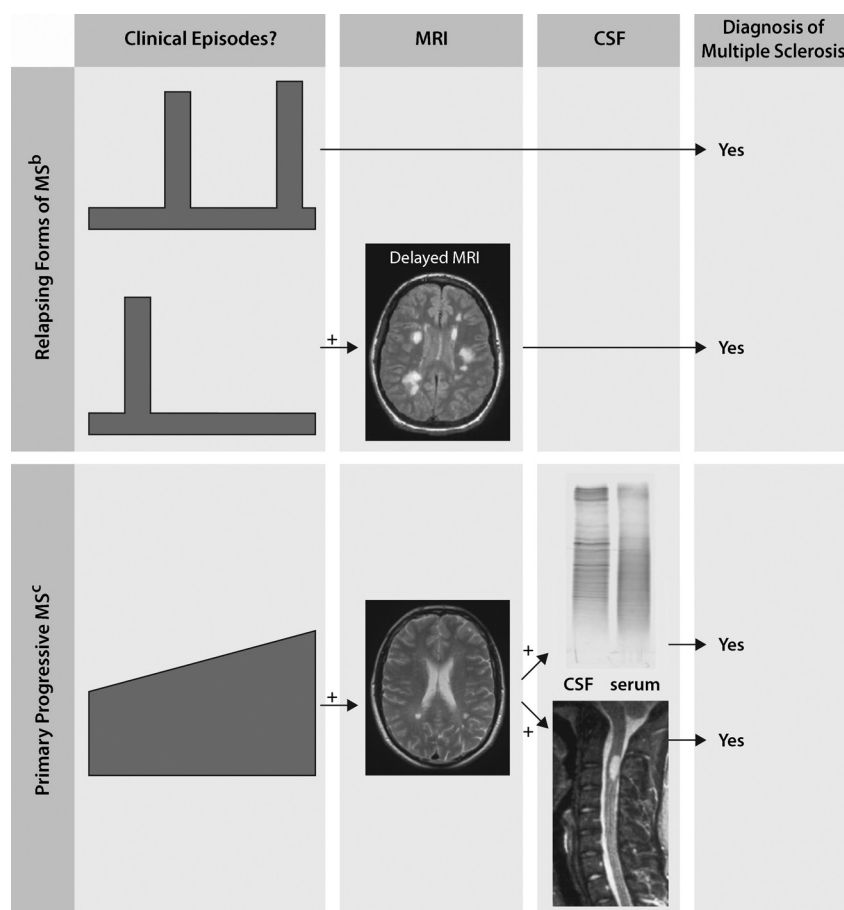 Clinical Episodes?
MRI
CSF
Diagnosis of
Multiple Sclerosis
Relapsing Forms of MSb
Yes
Delayed MRI
+
Yes
Primary Progressive MSc
+
+
+
CSF serum
Yes
Yes